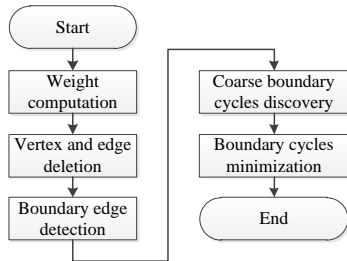 Start
Weight
computation
Vertex and edge
deletion
Boundary edge
detection
Coarse boundary
cycles discovery
Boundary cycles
minimization
End